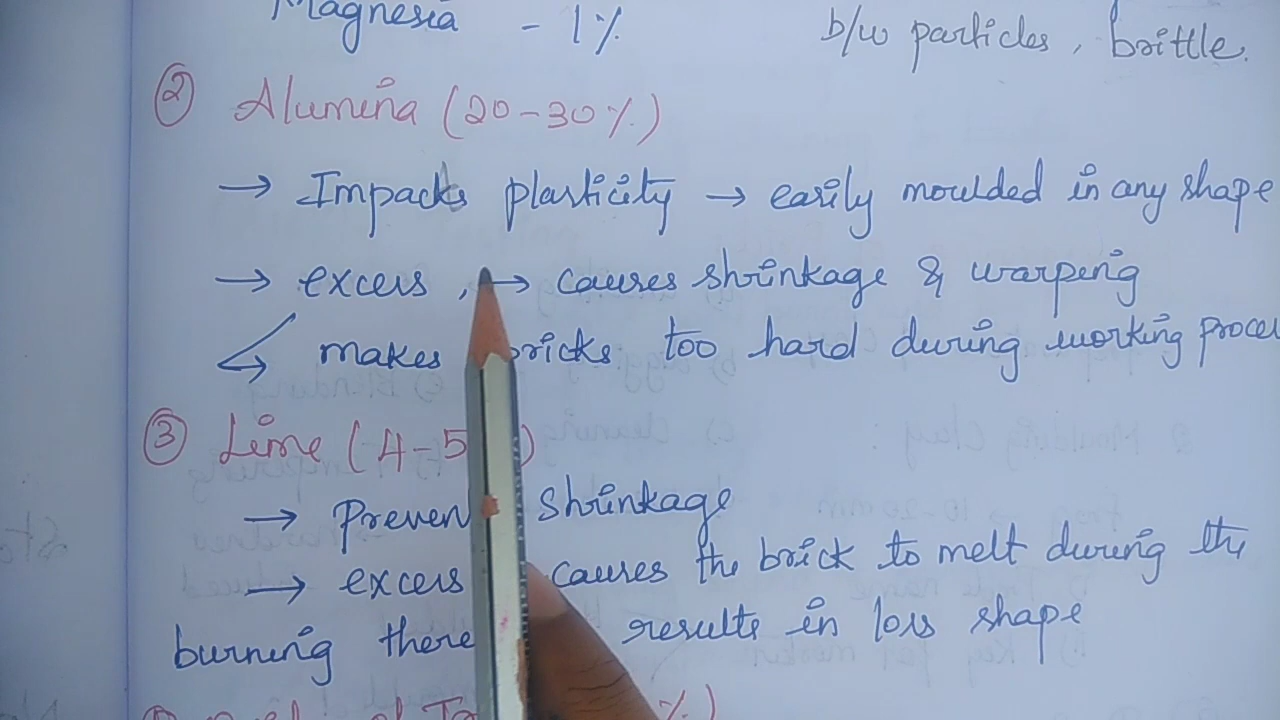 Magnesia - 1%
b/w particles, brittle.
② Alumina (20-30%)
→ Impacts plasticity → easily moulded in any shape
→ excess, → causes shrinkage & warping
↳ makes bricks too hard during working proces
③ Lime (4-5
→ Preven shrinkage
→ excess causes the brick to melt during the
burning there results in loss shape